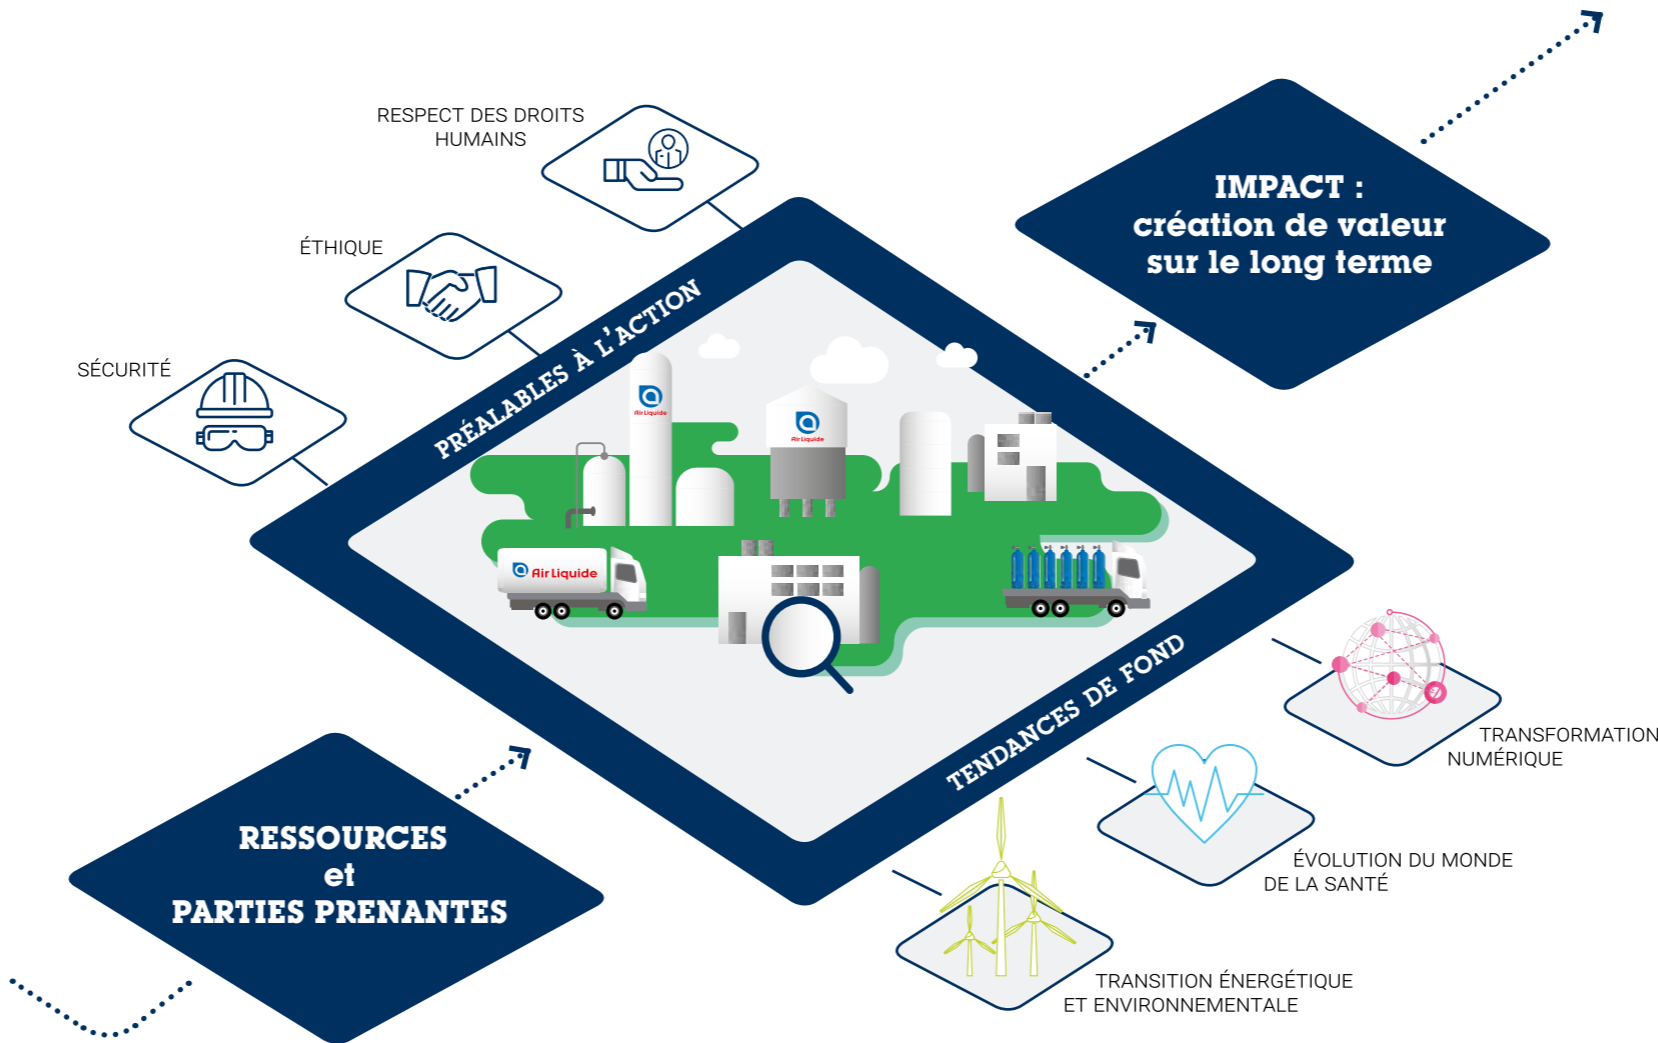 RESPECT DES DROITS
HUMAINS
ÉTHIQUE
SÉCURITÉ
PRÉALABLES À L'ACTION
IMPACT :
création de valeur
sur le long terme
Air Liquide
Air Liquide
Air Liquide
TENDANCES DE FOND
TRANSFORMATION
NUMÉRIQUE
ÉVOLUTION DU MONDE
DE LA SANTÉ
TRANSITION ÉNERGÉTIQUE
ET ENVIRONNEMENTALE
RESSOURCES
et
PARTIES PRENANTES